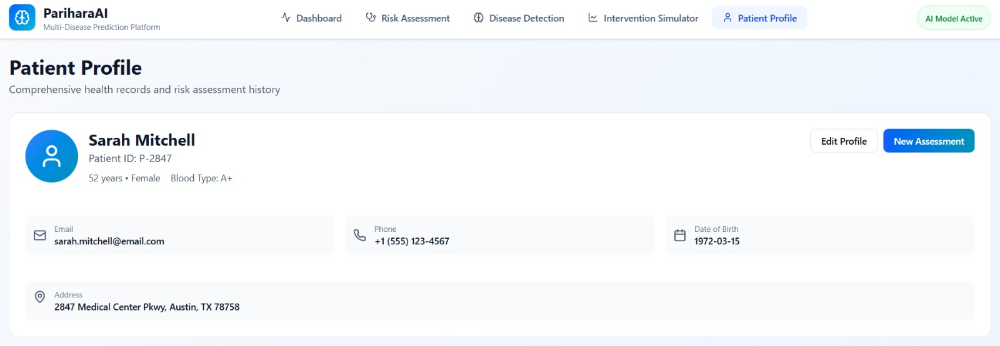 PariharaAI
Multi-Disease Prediction Platform
Dashboard
Risk Assessment
Disease Detection
Intervention Simulator
Patient Profile
AI Model Active
Patient Profile
Comprehensive health records and risk assessment history
Sarah Mitchell
Patient ID: P-2847
52 years • Female Blood Type: A+
Edit Profile
New Assessment
Email
sarah.mitchell@email.com
Phone
+1 (555) 123-4567
Date of Birth
1972-03-15
Address
2847 Medical Center Pkwy, Austin, TX 78758